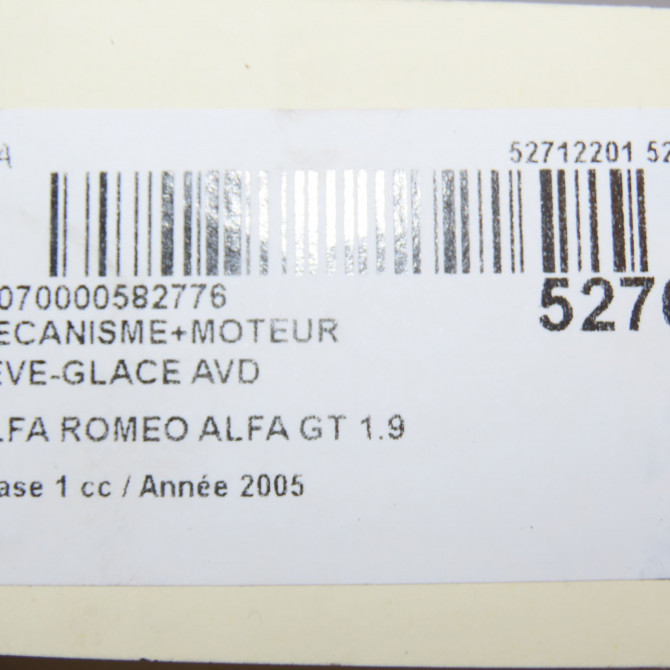 A 52712201 52
070000582776
5270
ECANISME+MOTEUR
EVE-GLACE AVD
LFA ROMEO ALFA GT 1.9
ase 1 cc / Année 2005